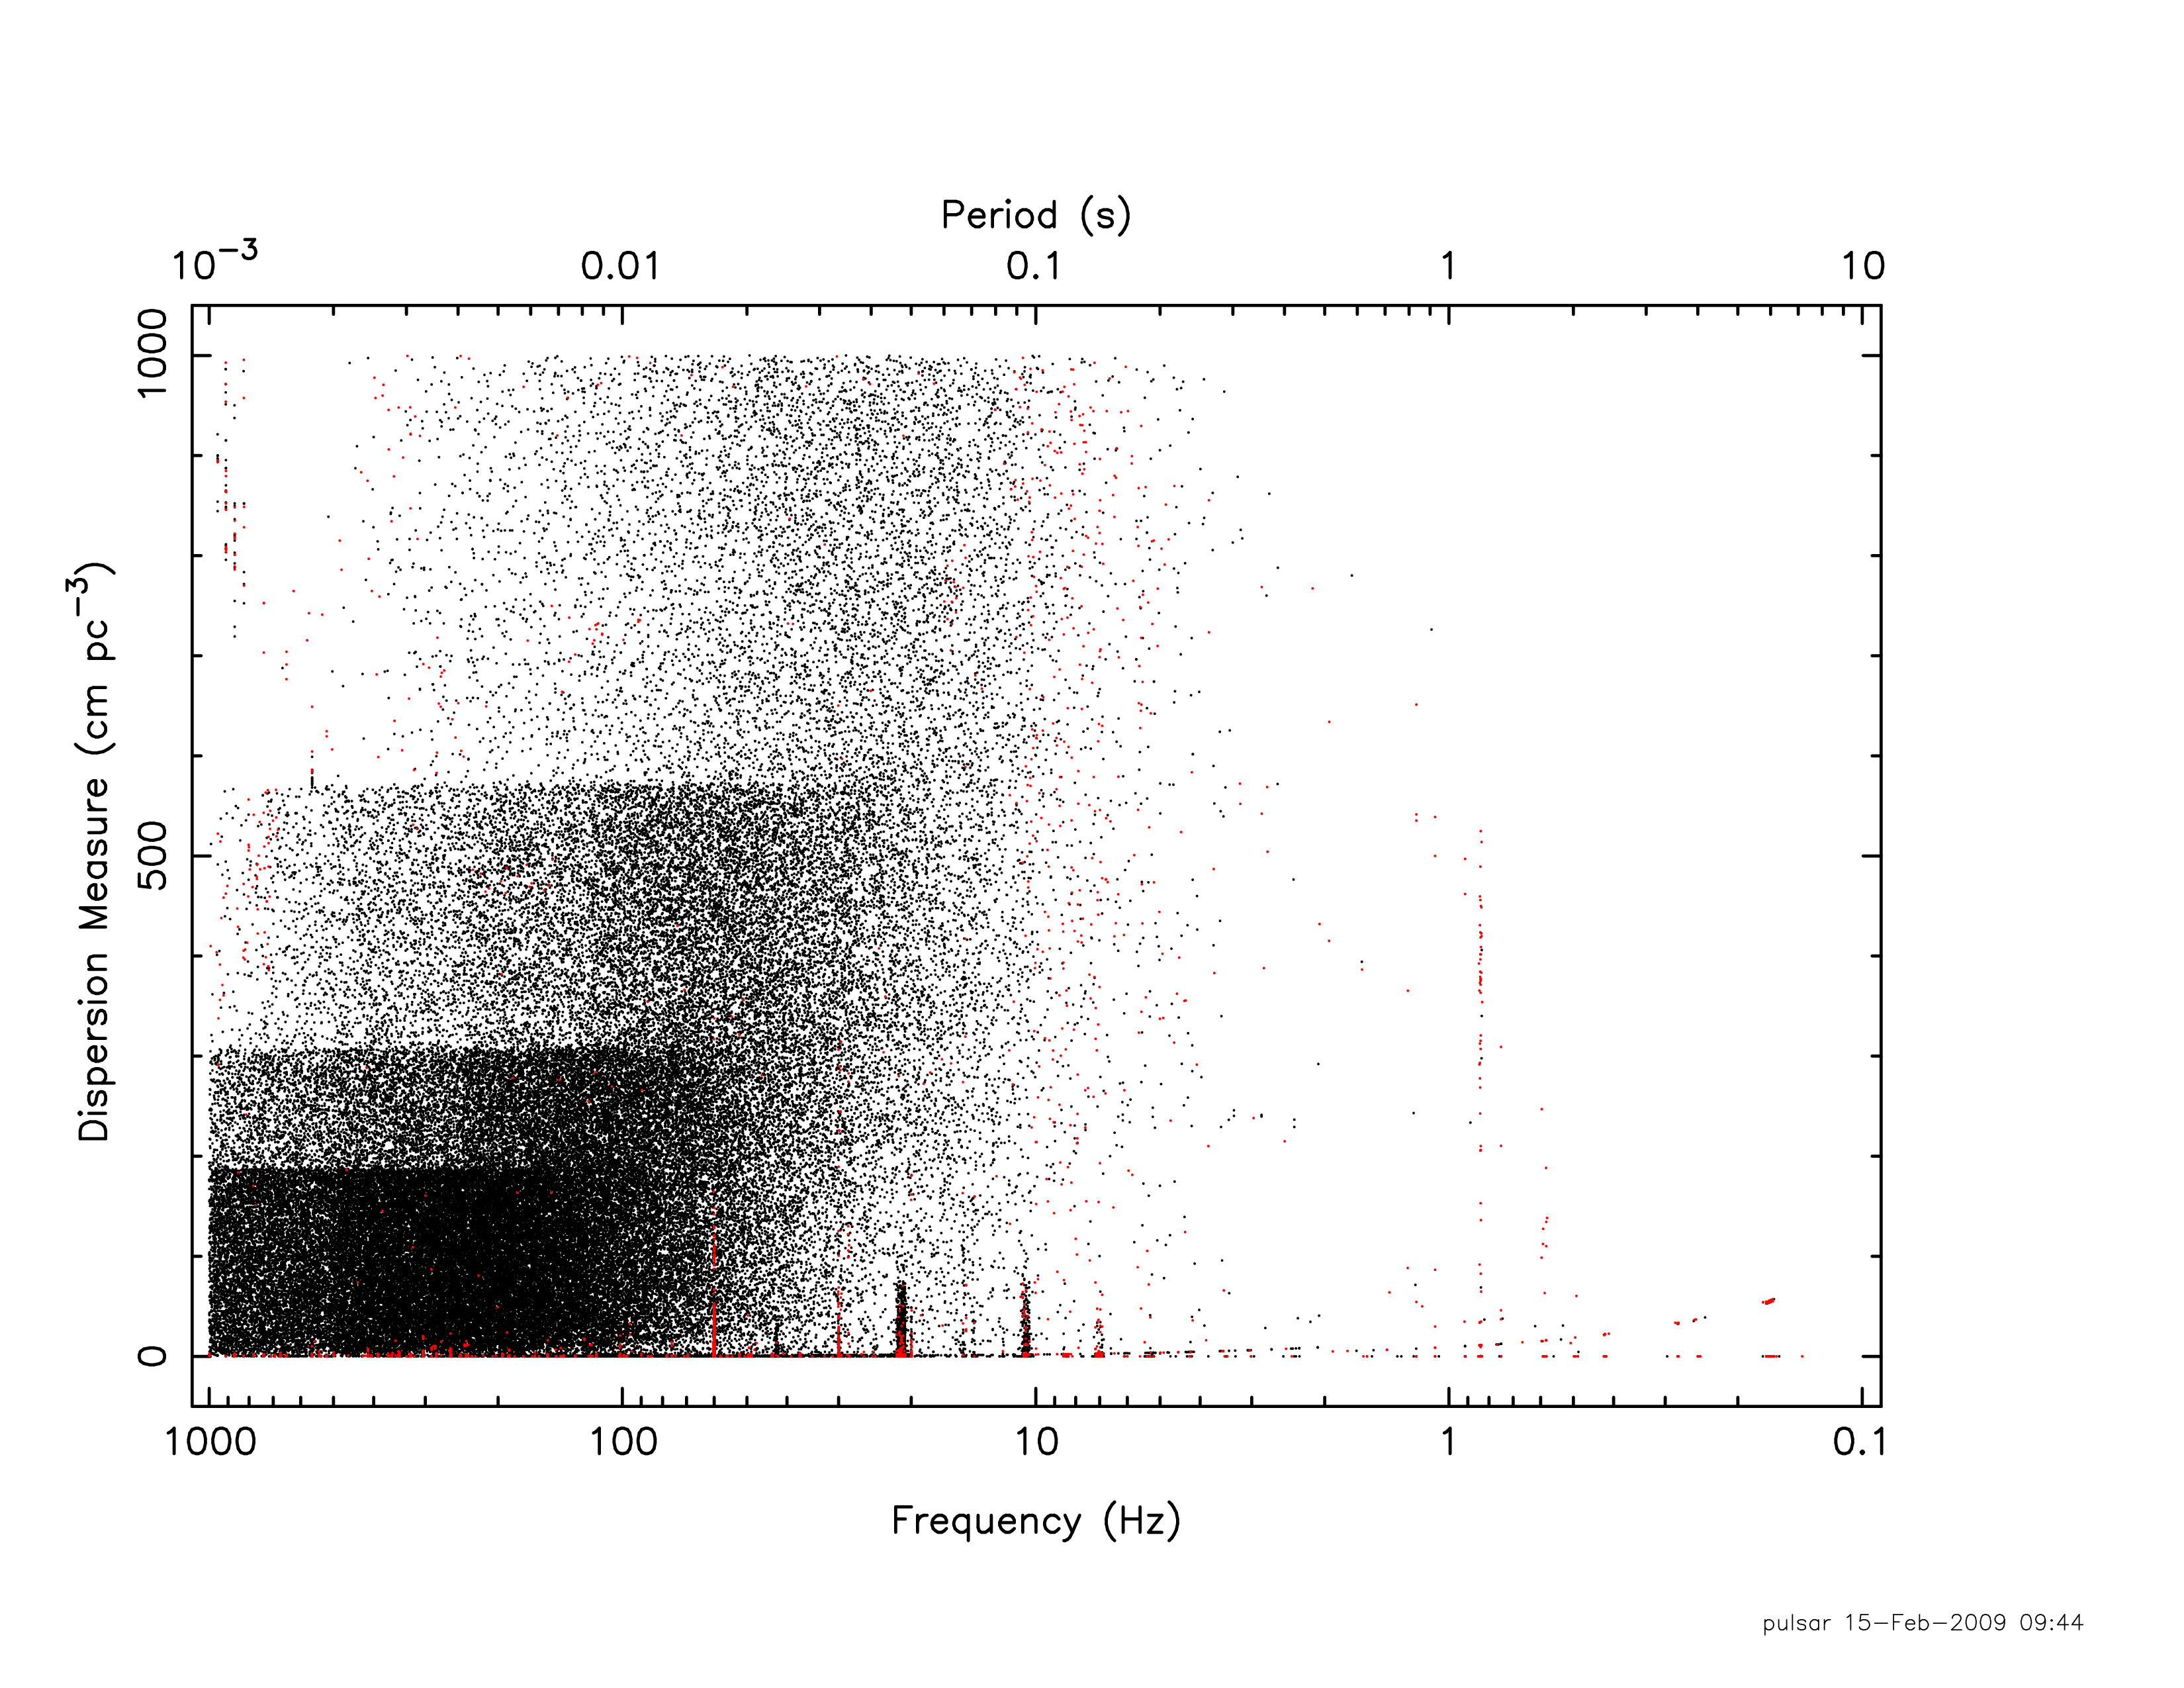 Period (s)
10⁻³ 0.01 0.1 1 10
1000
500
0
Dispersion Measure (cm pc⁻³)
1000 100 10 1 0.1
Frequency (Hz)
pulsar 15-Feb-2009 09:44